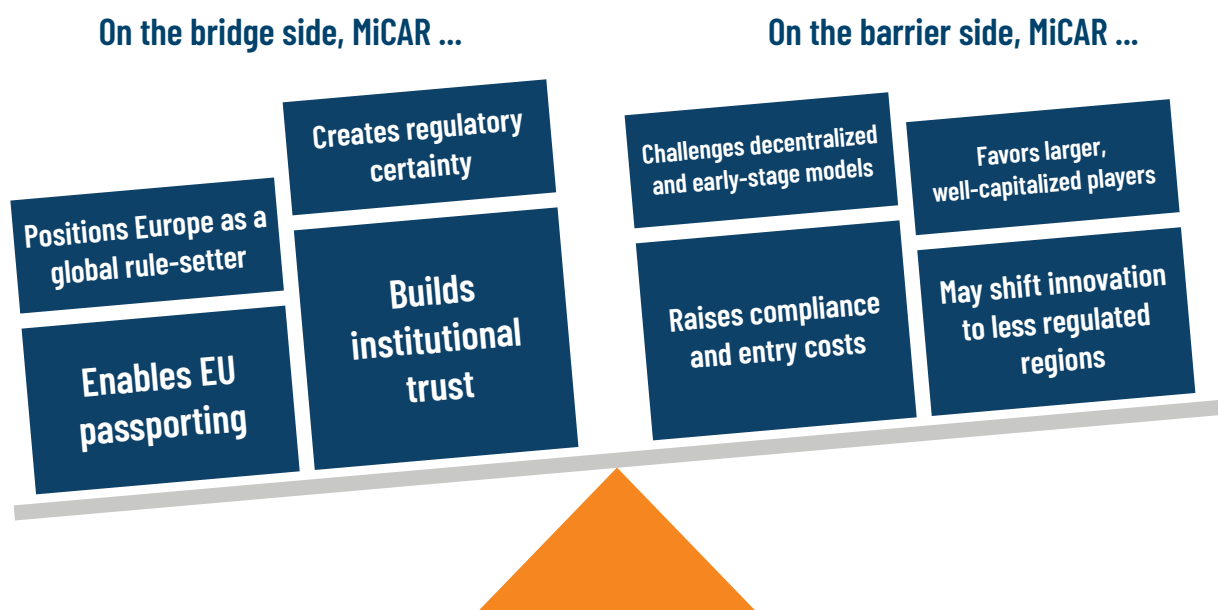 On the bridge side, MiCAR ...
Positions Europe as a
global rule-setter
Creates regulatory
certainty
Enables EU
passporting
Builds
institutional
trust
On the barrier side, MiCAR ...
Challenges decentralized
and early-stage models
Favors larger,
well-capitalized players
Raises compliance
and entry costs
May shift innovation
to less regulated
regions